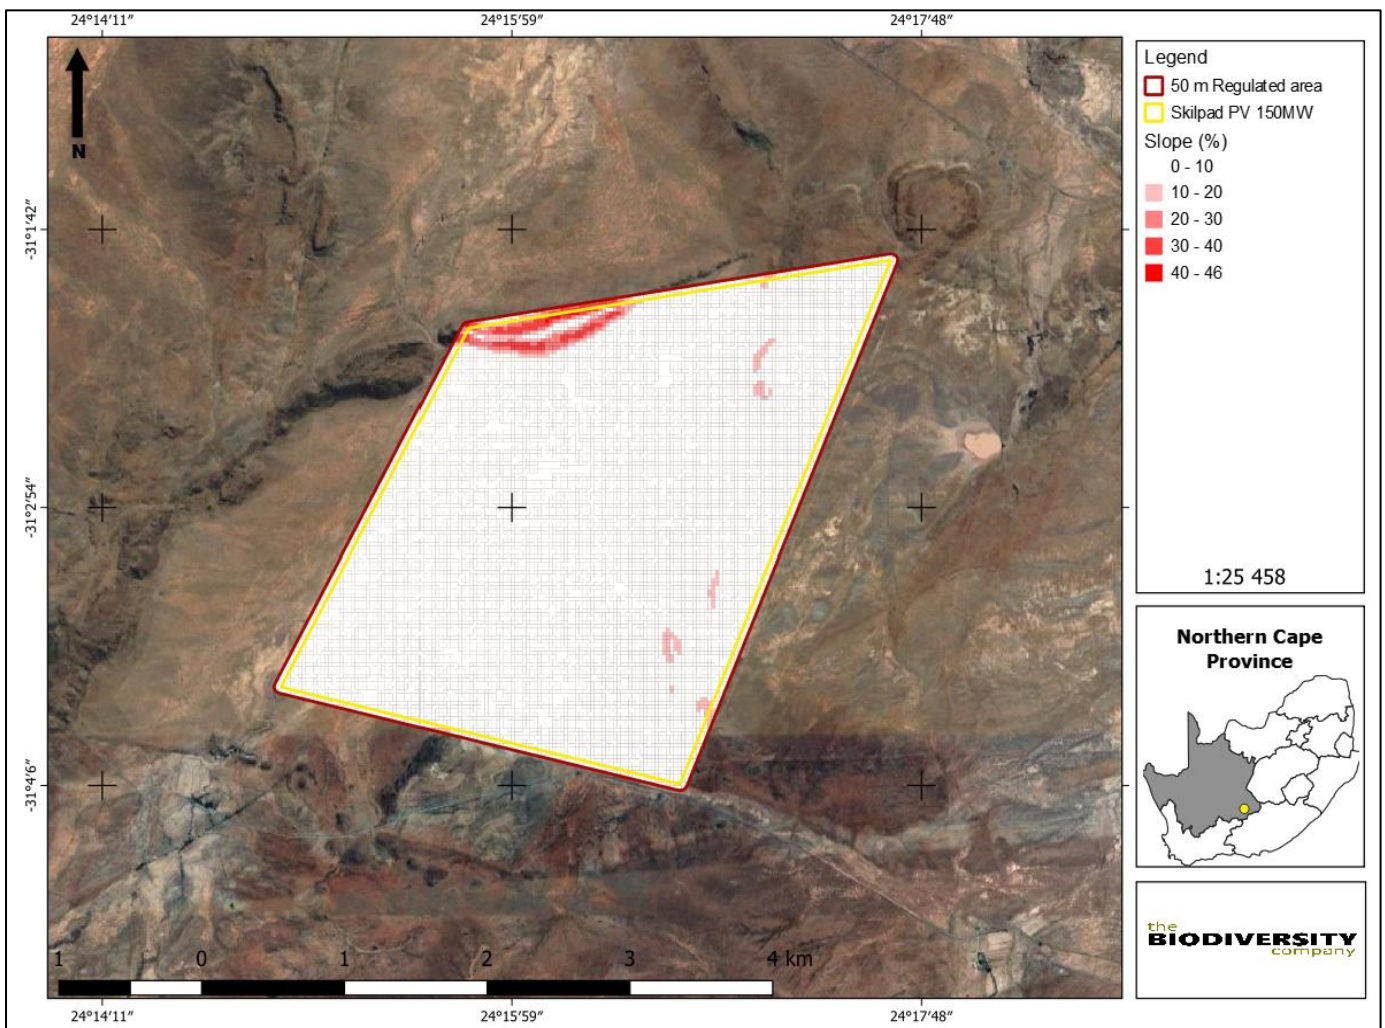 24°14′11″ 24°15′59″ 24°17′48″
N
-31°1′42″
-31°2′54″
-31°4′6″
1 0 1 2 3 4 km
24°14′11″ 24°15′59″ 24°17′48″
Legend
50 m Regulated area
Skilpad PV 150MW
Slope (%)
0 - 10
10 - 20
20 - 30
30 - 40
40 - 46
1:25 458
Northern Cape
Province
the
BIODIVERSITY
company